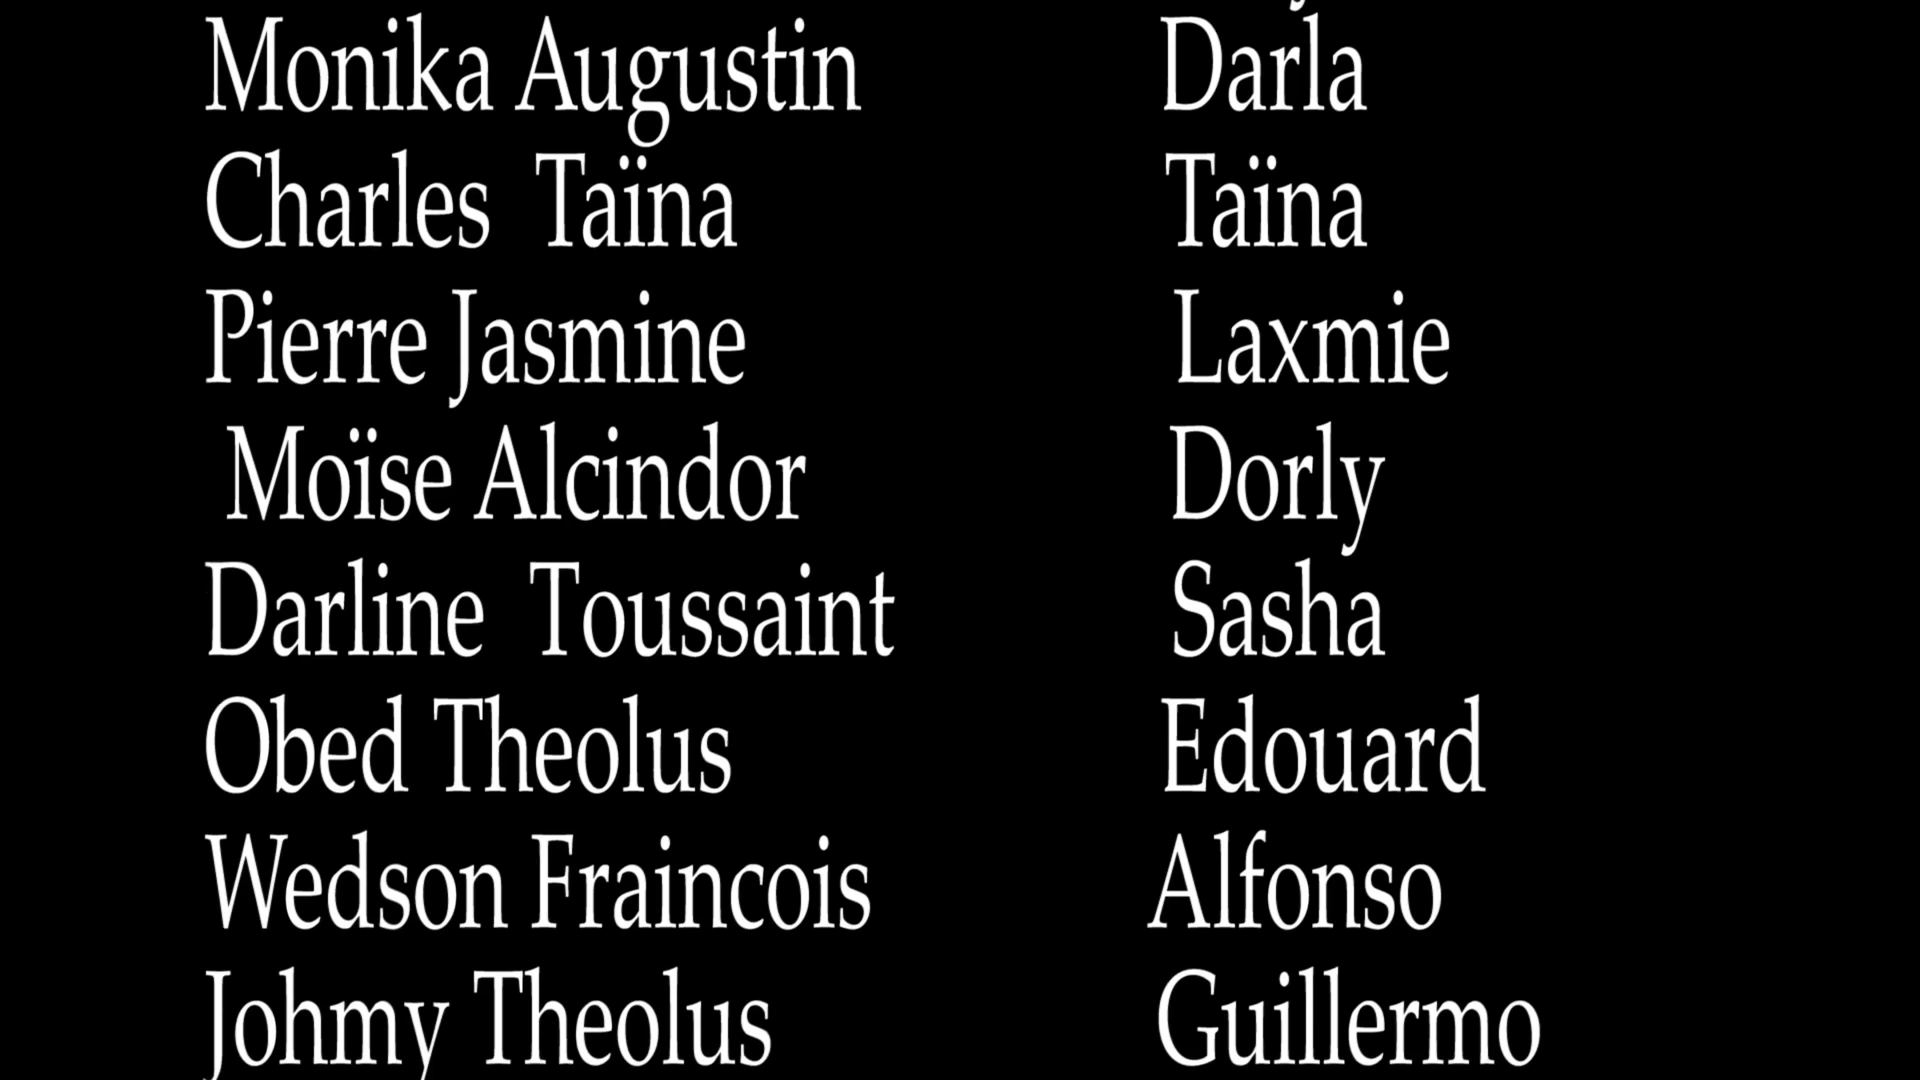 Monika Augustin Darla
Charles Taïna Taïna
Pierre Jasmine Laxmie
Moïse Alcindor Dorly
Darline Toussaint Sasha
Obed Theolus Edouard
Wedson Fraincois Alfonso
Johmy Theolus Guillermo